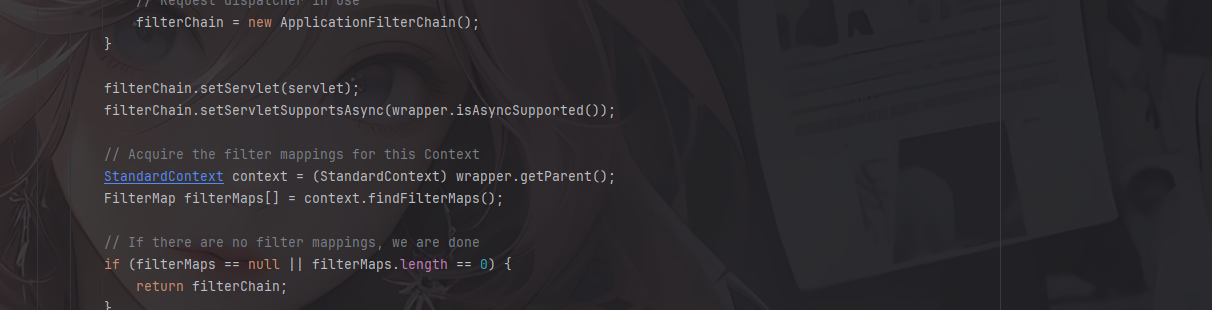 // Request dispatcher in use
filterChain = new ApplicationFilterChain();
}
filterChain.setServlet(servlet);
filterChain.setServletSupportsAsync(wrapper.isAsyncSupported());
// Acquire the filter mappings for this Context
StandardContext context = (StandardContext) wrapper.getParent();
FilterMap filterMaps[] = context.findFilterMaps();
// If there are no filter mappings, we are done
if (filterMaps == null || filterMaps.length == 0) {
return filterChain;
}